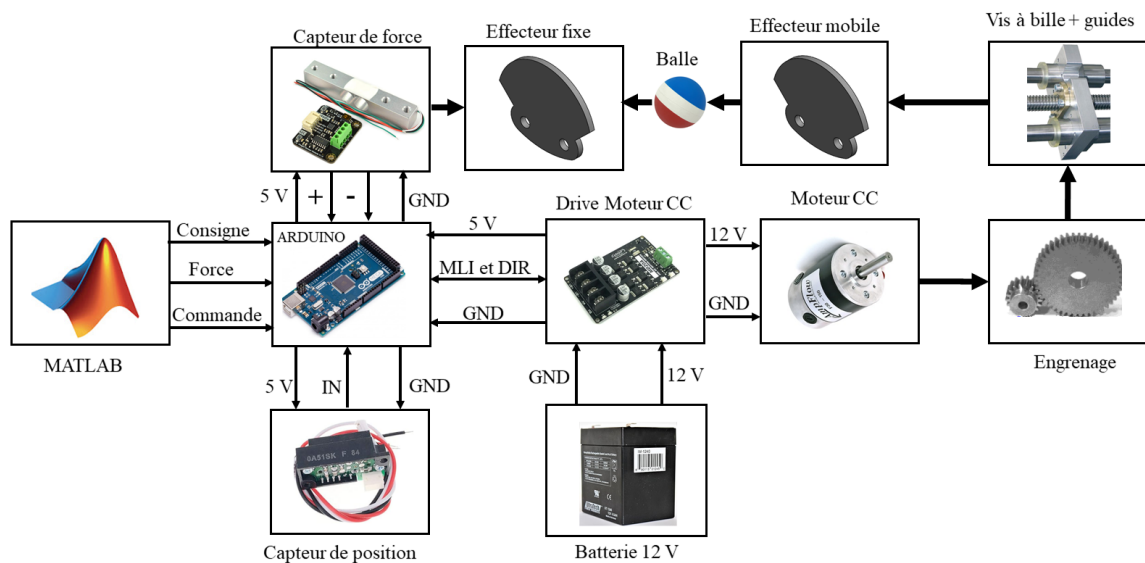 Vis à bille + guides
Capteur de force
Effecteur fixe
Effecteur mobile
Balle
5 V
+
-
GND
Drive Moteur CC
Moteur CC
Consigne
ARDUINO
5 V
12 V
Force
MLI et DIR
Commande
GND
GND
MATLAB
Engrenage
5 V
IN
GND
GND
12 V
0A51SK F 84
Capteur de position
Batterie 12 V